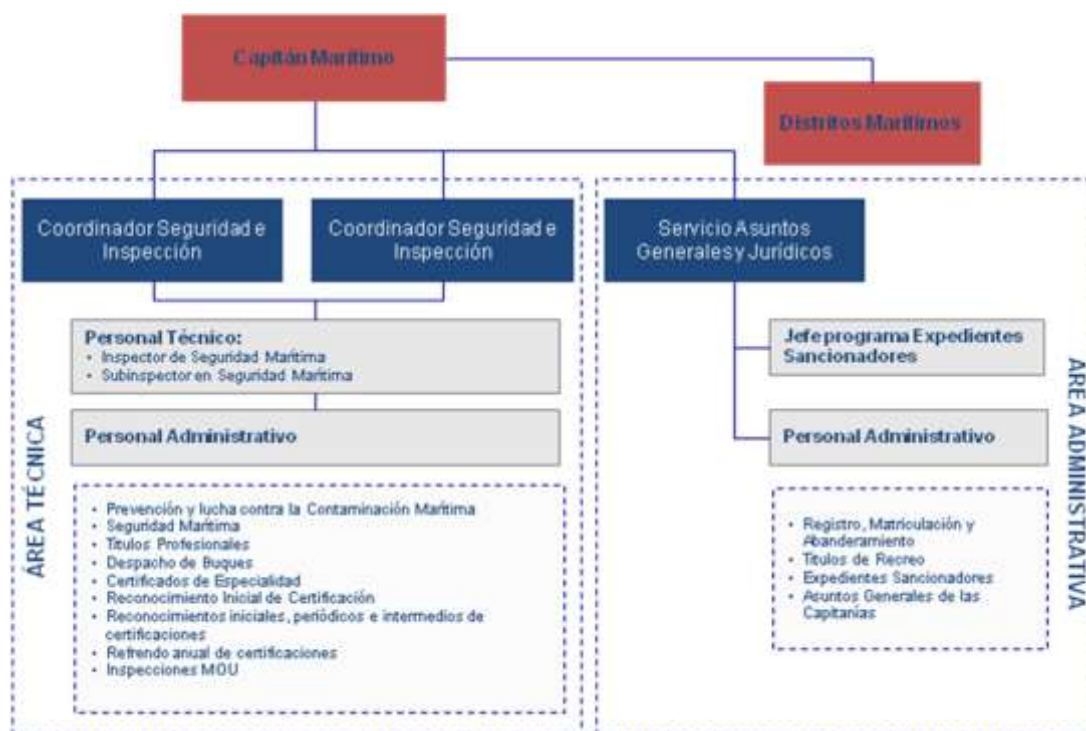 Capitán Marítimo
Distritos Marítimos
Coordinador Seguridad e
Inspección
Coordinador Seguridad e
Inspección
Servicio Asuntos
Generales y Jurídicos
ÁREA TÉCNICA
Personal Técnico:
• Inspector de Seguridad Marítima
• Subinspector en Seguridad Marítima
Personal Administrativo
• Prevención y lucha contra la Contaminación Marítima
• Seguridad Marítima
• Títulos Profesionales
• Despacho de Buques
• Certificados de Especialidad
• Reconocimiento Inicial de Certificación
• Reconocimientos iniciales, periódicos e intermedios de
certificaciones
• Refrendo anual de certificaciones
• Inspecciones MOU
Jefe programa Expedientes
Sancionadores
Personal Administrativo
• Registro, Matriculación y
Abanderamiento
• Títulos de Recreo
• Expedientes Sancionadores
• Asuntos Generales de las
Capitanías
ÁREA ADMINISTRATIVA